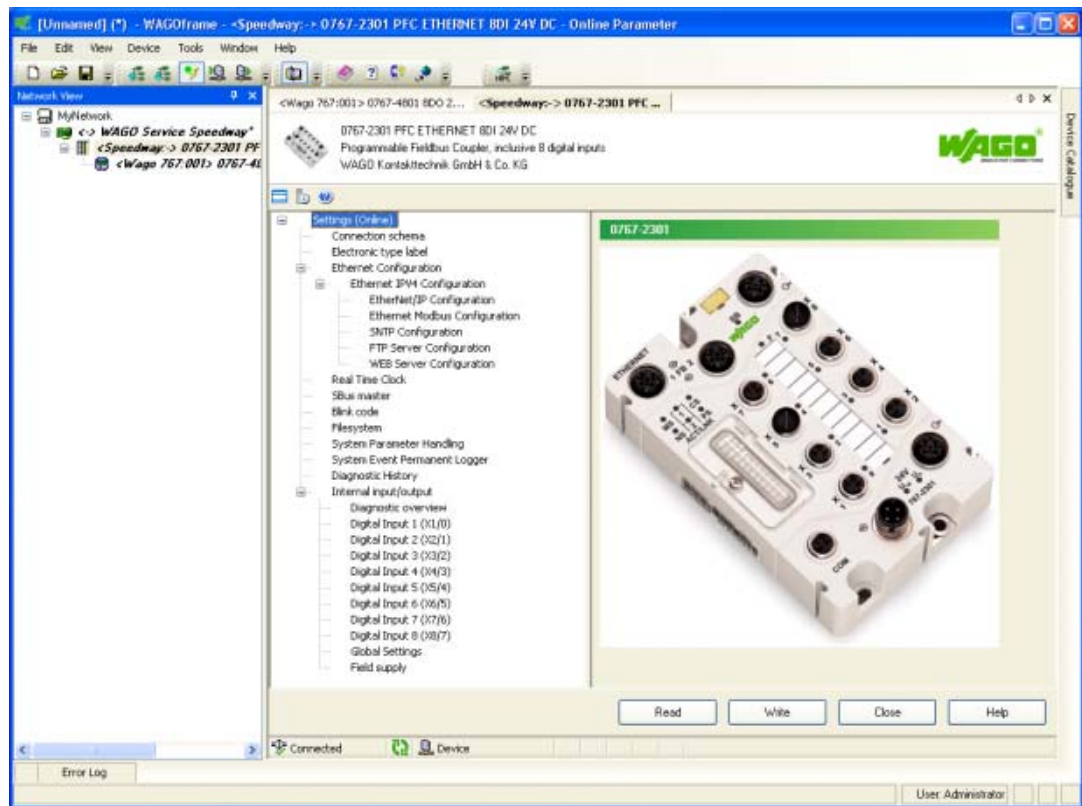 [Unnamed] (*) - WAGOframe - <Speedway:-> 0767-2301 PFC ETHERNET 8DI 24V DC - Online Parameter
File Edit View Device Tools Window Help
Network View
MyNetwork
<-> WAGO Service Speedway*
<Speedway:-> 0767-2301 PF
<Wago 767:001> 0767-48
<Wago 767:001> 0767-4801 8DO 2...
<Speedway:-> 0767-2301 PFC ...
Device Catalogue
0767-2301 PFC ETHERNET 8DI 24V DC
Programmable Fieldbus Coupler, inclusive 8 digital inputs
WAGO Kontakttechnik GmbH & Co. KG
WAGO
Settings (Online)
Connection schema
Electronic type label
Ethernet Configuration
Ethernet IPV4 Configuration
EtherNet/IP Configuration
Ethernet Modbus Configuration
SNTP Configuration
FTP Server Configuration
WEB Server Configuration
Real Time Clock
SBus master
Blink code
Filesystem
System Parameter Handling
System Event Permanent Logger
Diagnostic History
Internal input/output
Diagnostic overview
Digital Input 1 (X1/0)
Digital Input 2 (X2/1)
Digital Input 3 (X3/2)
Digital Input 4 (X4/3)
Digital Input 5 (X5/4)
Digital Input 6 (X6/5)
Digital Input 7 (X7/6)
Digital Input 8 (X8/7)
Global Settings
Field supply
0767-2301
WAGO
ETHERNET
1 FB 2
ACT/LNK
24V
767-2301
COM
Read Write Close Help
Connected Device
Error Log
User: Administrator